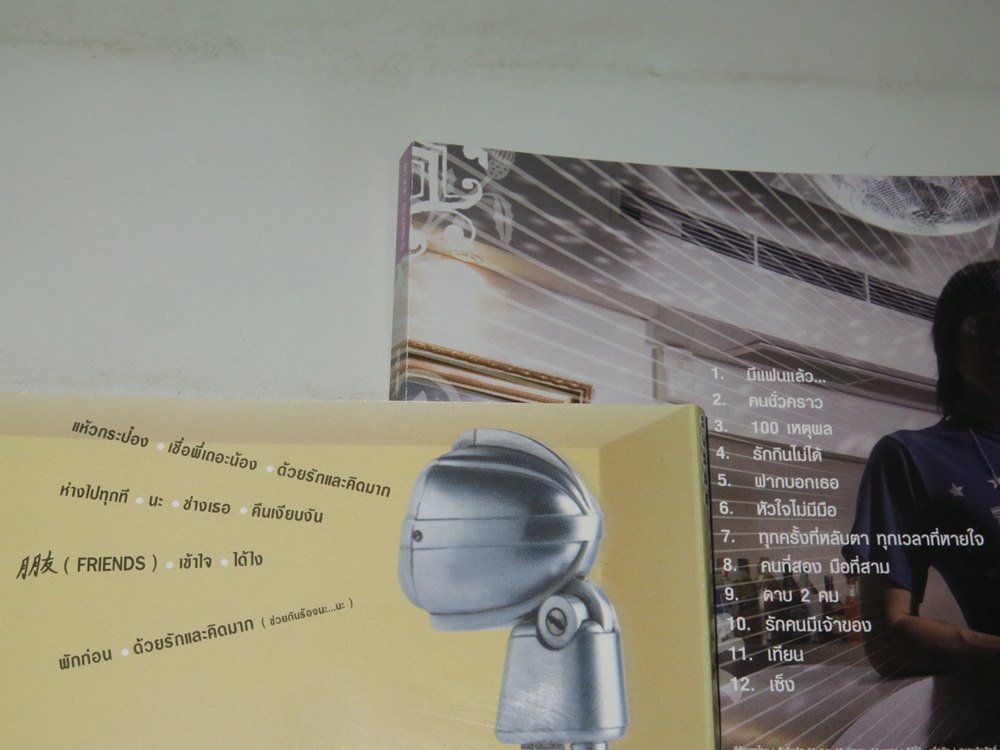 1. มีแฟนแล้ว...
2. คนชั่วคราว
3. 100 เหตุผล
4. รักกินไม่ได้
5. ฝากบอกเธอ
6. หัวใจไม่มีมือ
7. ทุกครั้งที่หลับตา ทุกเวลาที่หายใจ
8. คนที่สอง มือที่สาม
9. ดาบ 2 คม
10. รักคนมีเจ้าของ
11. เทียน
12. เซ็ง
แห้วกระป๋อง • เชื่อพี่เถอะน้อง • ด้วยรักและคิดมาก
ห่างไปทุกที • นะ • ช่างเธอ • คืนเงียบงัน
朋友 ( FRIENDS ) • เข้าใจ • ได้ไง
พักก่อน • ด้วยรักและคิดมาก ( ช่วยกันร้องนะ...นะ )